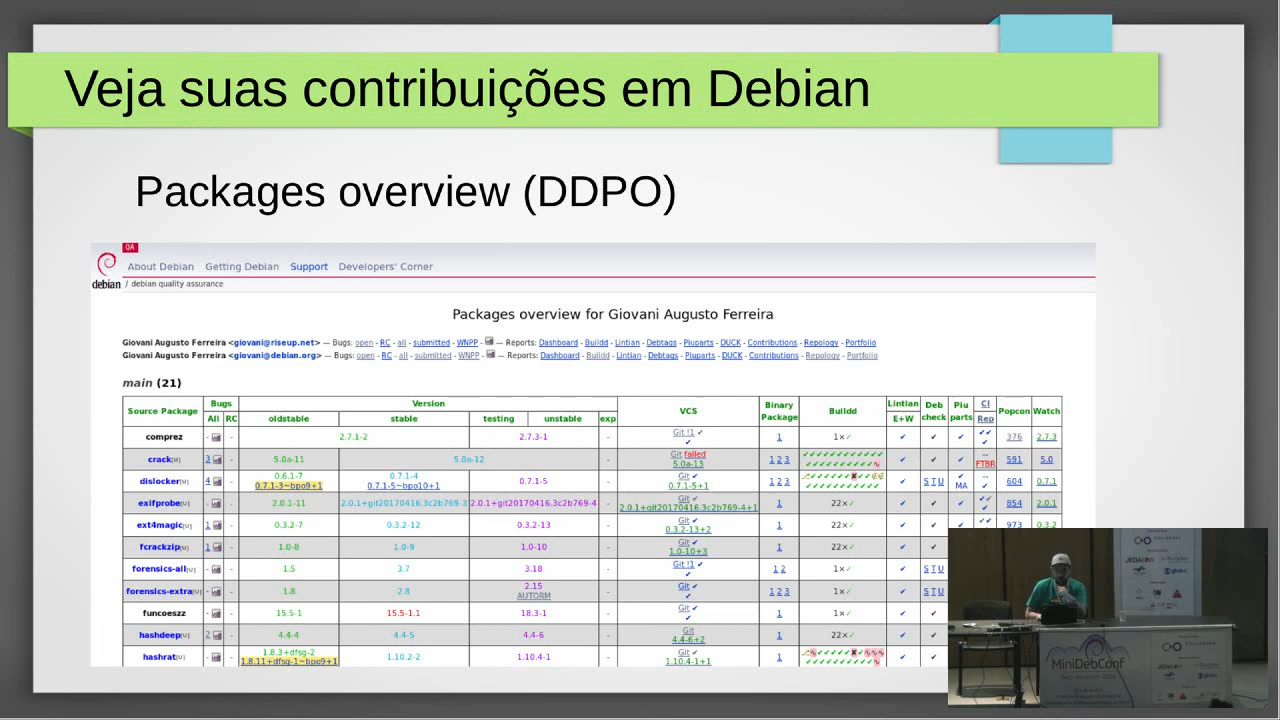 Veja suas contribuições em Debian
Packages overview (DDPO)
QA
About Debian Getting Debian Support Developers' Corner
debian / debian quality assurance
Packages overview for Giovani Augusto Ferreira
Giovani Augusto Ferreira <giovani@riseup.net> — Bugs: open - RC - all - submitted - WNPP - — Reports: Dashboard - Buildd - Lintian - Debtags - Piuparts - DUCK - Contributions - Repology - Portfolio
Giovani Augusto Ferreira <giovani@debian.org> — Bugs: open - RC - all - submitted - WNPP - — Reports: Dashboard - Buildd - Lintian - Debtags - Piuparts - DUCK - Contributions - Repology - Portfolio
main (21)
Source Package Bugs Version VCS Binary Package Buildd Lintian Deb check Piu parts CI Popcon Watch
All RC oldstable stable testing unstable exp E+W Rep
comprez - - 2.7.1-2 2.7.3-1 - Git !1 ✔ ✔ 1 1×✓ ✔ ✔ ✔ ✔✔ ✔ 376 2.7.3
crack[U] 3 - 5.0a-11 5.0a-12 - Git failed 5.0a-13 1 2 3 ✔ ✔ ✔ -- FTBR 591 5.0
dislocker[U] 4 - 0.6.1-7 0.7.1-3~bpo9+1 0.7.1-4 0.7.1-5~bpo10+1 0.7.1-5 - Git ✔ 0.7.1-5+1 1 2 3 ✔ S T U ✔ MA -- ✔ 604 0.7.1
exifprobe[U] - - 2.0.1-11 2.0.1+git20170416.3c2b769-3 2.0.1+git20170416.3c2b769-4 - Git ✔ 2.0.1+git20170416.3c2b769-4+1 1 22×✓ ✔ ✔ ✔ ✔✔ ✔ 854 2.0.1
ext4magic[U] 1 - 0.3.2-7 0.3.2-12 0.3.2-13 - Git ✔ 0.3.2-13+2 1 22×✓ ✔ ✔ ✔ ✔✔ 973 0.3.2
fcrackzip[U] 1 - 1.0-8 1.0-9 1.0-10 - Git ✔ 1.0-10+3 1 22×✓ ✔ ✔
forensics-all[U] - - 1.5 3.7 3.18 - Git !1 ✔ ✔ 1 2 1×✓ ✔ S T U
forensics-extra[U] - - 1.8 2.8 2.15 AUTORM - Git ✔ ✔ 1 2 3 1×✓ ✔ S T U
funcoeszz - - 15.5-1 15.5-1.1 18.3-1 - Git ✔ ✔ 1 1×✓ ✔ ✔
hashdeep[U] 2 - 4.4-4 4.4-5 4.4-6 - Git 4.4-6+2 1 22×✓ ✔ ✔
hashrat[U] - - 1.8.3+dfsg-2 1.8.11+dfsg-1~bpo9+1 1.10.2-2 1.10.4-1 - Git ✔ 1.10.4-1+1 1 ✔ ✔
COLLABORA
JEDAI
globo
MiniDebConf
COLLABORA
JEDAI
globo